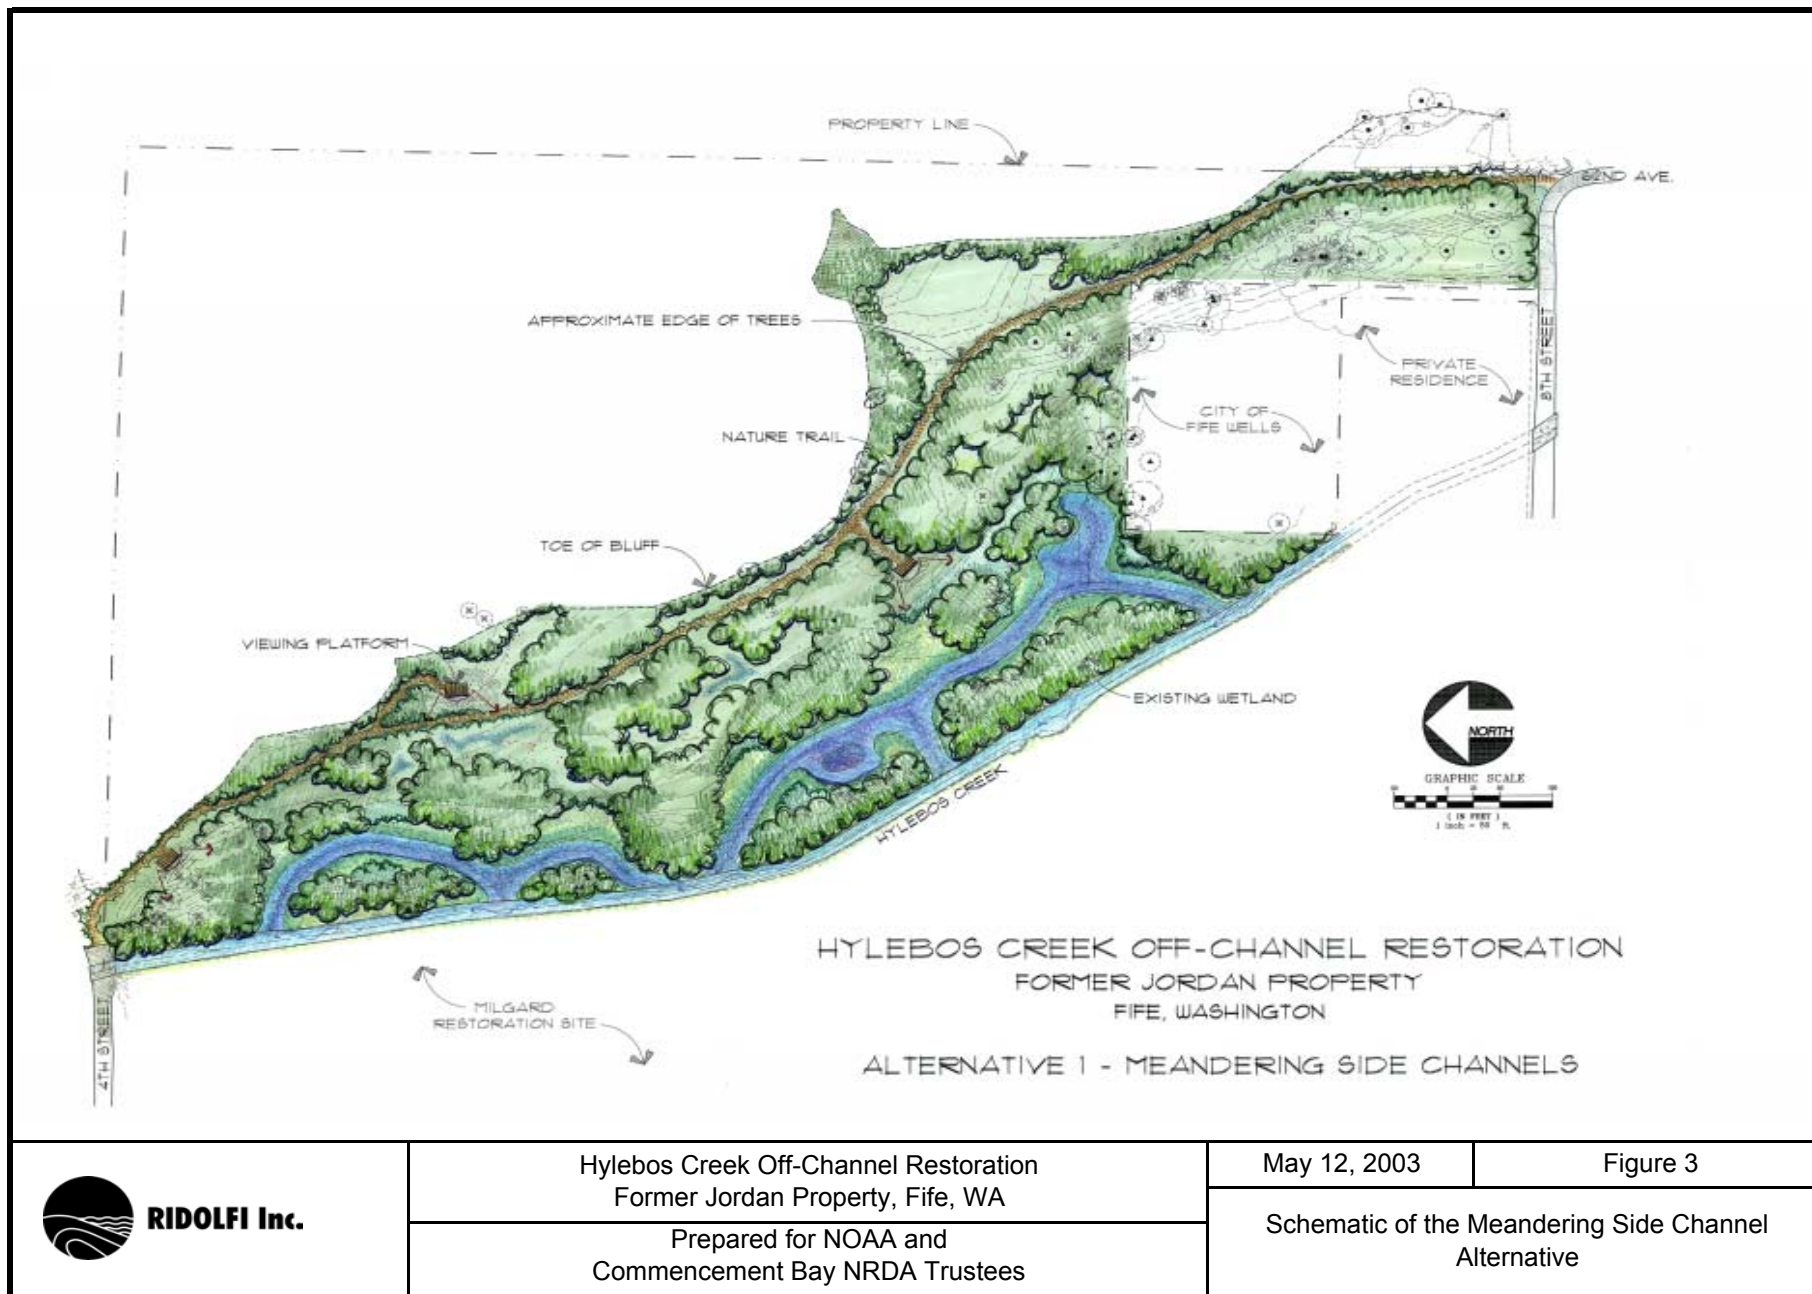 PROPERTY LINE
82ND AVE.
APPROXIMATE EDGE OF TREES
8TH STREET
PRIVATE
RESIDENCE
CITY OF
FIFE WELLS
NATURE TRAIL
TOE OF BLUFF
VIEWING PLATFORM
EXISTING WETLAND
NORTH
GRAPHIC SCALE
( IN FEET )
HYLEBOS CREEK
MILGARD
RESTORATION SITE
4TH STREET
HYLEBOS CREEK OFF-CHANNEL RESTORATION
FORMER JORDAN PROPERTY
FIFE, WASHINGTON
ALTERNATIVE 1 - MEANDERING SIDE CHANNELS
RIDOLFI Inc.
Hylebos Creek Off-Channel Restoration
Former Jordan Property, Fife, WA
Prepared for NOAA and
Commencement Bay NRDA Trustees
May 12, 2003
Figure 3
Schematic of the Meandering Side Channel
Alternative